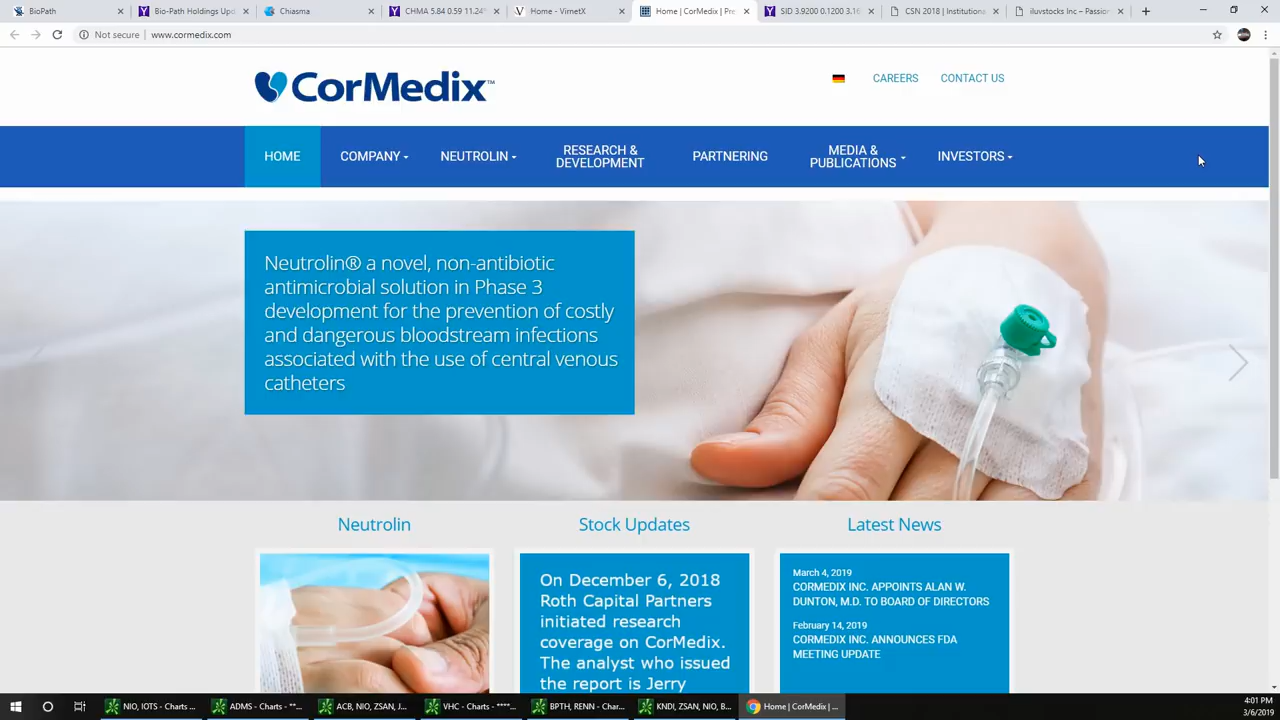 BioPath
Bio-Path Holdings Up
Chiasma
CHMA 5.84 0.59 11.24
Home - VirnetX
Home | CorMedix | Pre
SID 3.9200 0.1200 3.16
CSN 2018 | Institutiona
iluvstocks Inc – Passion
Not secure
www.cormedix.com
CorMedix™
CAREERS
CONTACT US
HOME
COMPANY
NEUTROLIN
RESEARCH &
DEVELOPMENT
PARTNERING
MEDIA &
PUBLICATIONS
INVESTORS
Neutrolin® a novel, non-antibiotic
antimicrobial solution in Phase 3
development for the prevention of costly
and dangerous bloodstream infections
associated with the use of central venous
catheters
Neutrolin
Stock Updates
On December 6, 2018
Roth Capital Partners
initiated research
coverage on CorMedix.
The analyst who issued
the report is Jerry
Latest News
March 4, 2019
CORMEDIX INC. APPOINTS ALAN W.
DUNTON, M.D. TO BOARD OF DIRECTORS
February 14, 2019
CORMEDIX INC. ANNOUNCES FDA
MEETING UPDATE
NIO, IOTS - Charts ...
ADMS - Charts - "" ...
ACB, NIO, ZSAN, J...
VHC - Charts - "" ...
BPTH, RENN - Char...
KNDI, ZSAN, NIO, B...
Home | CorMedix | ...
4:01 PM
3/6/2019